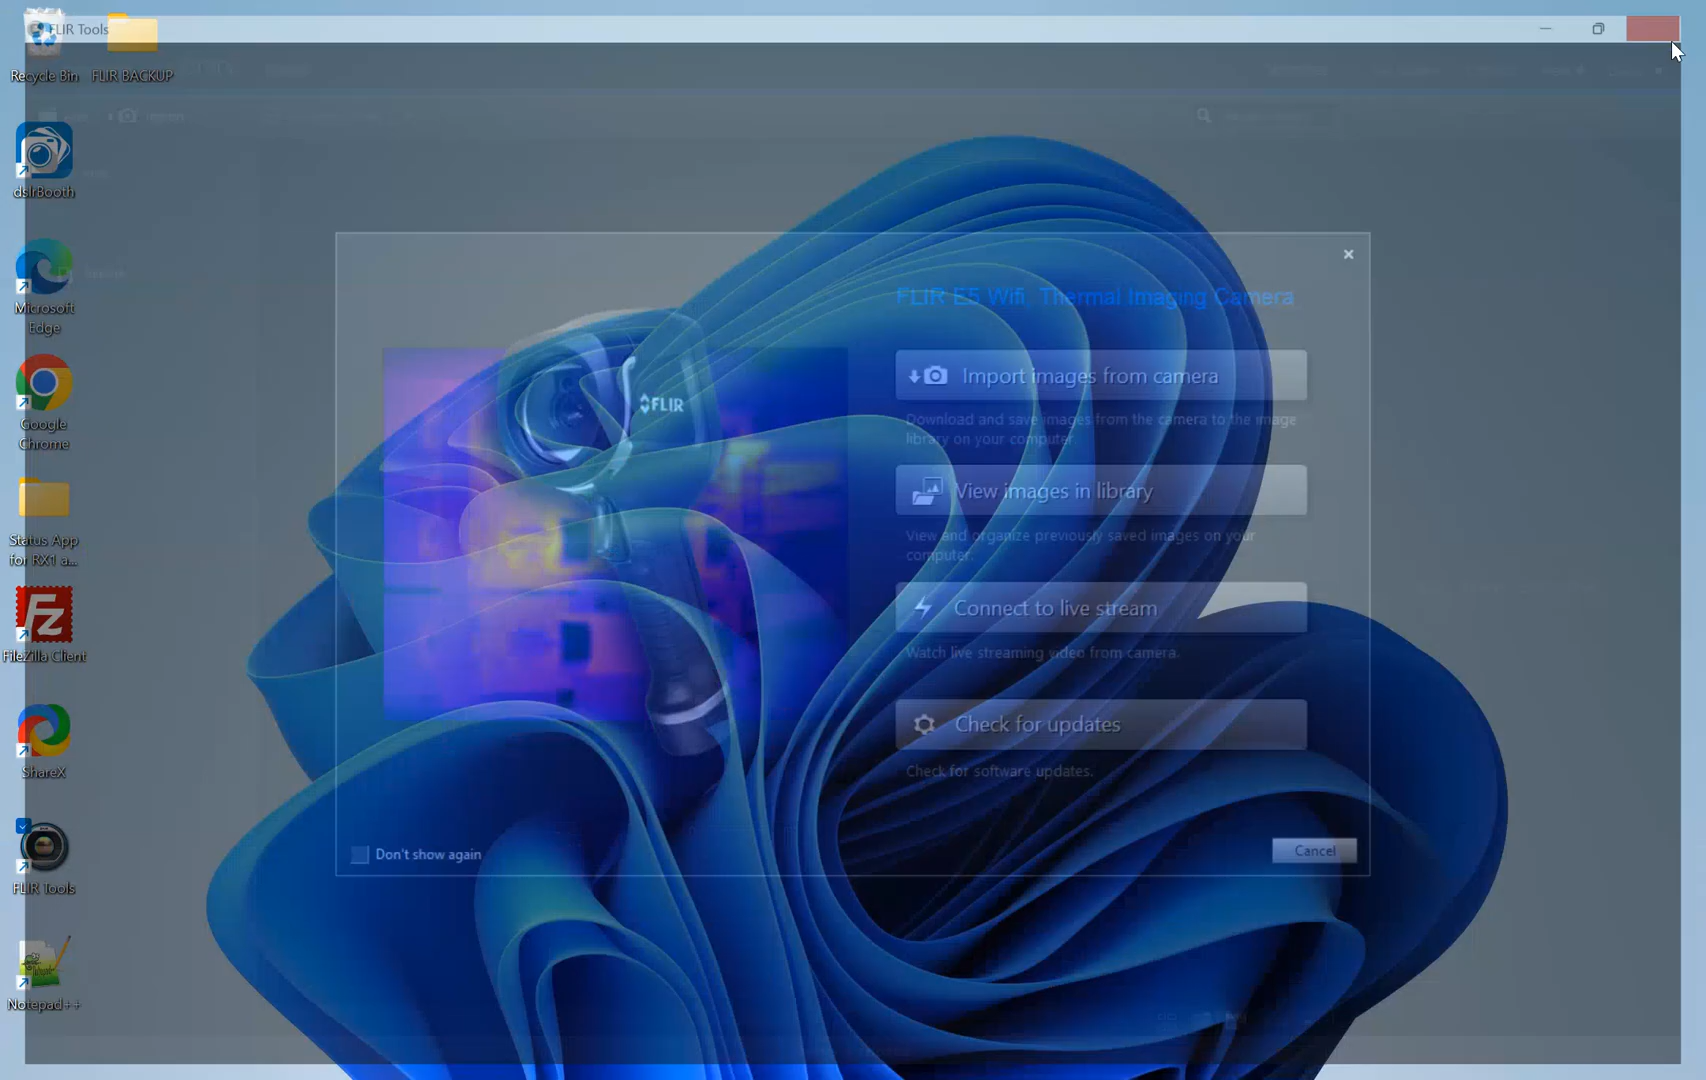 FLIR Tools
Recycle Bin
FLIR BACKUP
dslrBooth
Microsoft
Edge
Google
Chrome
Status App
for RX1 a...
FileZilla Client
ShareX
FLIR Tools
Notepad++
FLIR E5 Wifi, Thermal Imaging Camera
FLIR
Import images from camera
Download and save images from the camera to the image
library on your computer.
View images in library
View and organize previously saved images on your
computer.
Connect to live stream
Watch live streaming video from camera.
Check for updates
Check for software updates.
Don't show again
Cancel